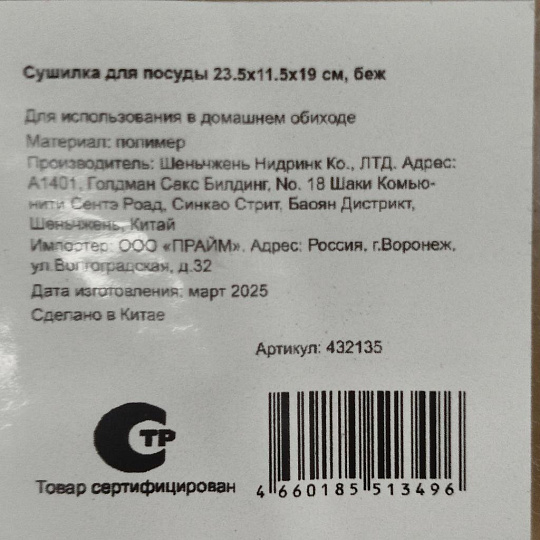 Сушилка для посуды 23.5х11.5х19 см, беж
Для использования в домашнем обиходе
Материал: полимер
Производитель: Шеньчжень Нидринк Ко., ЛТД. Адрес:
А1401, Голдман Сакс Билдинг, No. 18 Шаки Комью-
нити Сентэ Роад, Синкао Стрит, Баоян Дистрикт,
Шеньчжень, Китай
Импортер: ООО «ПРАЙМ». Адрес: Россия, г.Воронеж,
ул.Волгоградская, д.32
Дата изготовления: март 2025
Сделано в Китае
Артикул: 432135
СТР
Товар сертифицирован
4 660185 513496